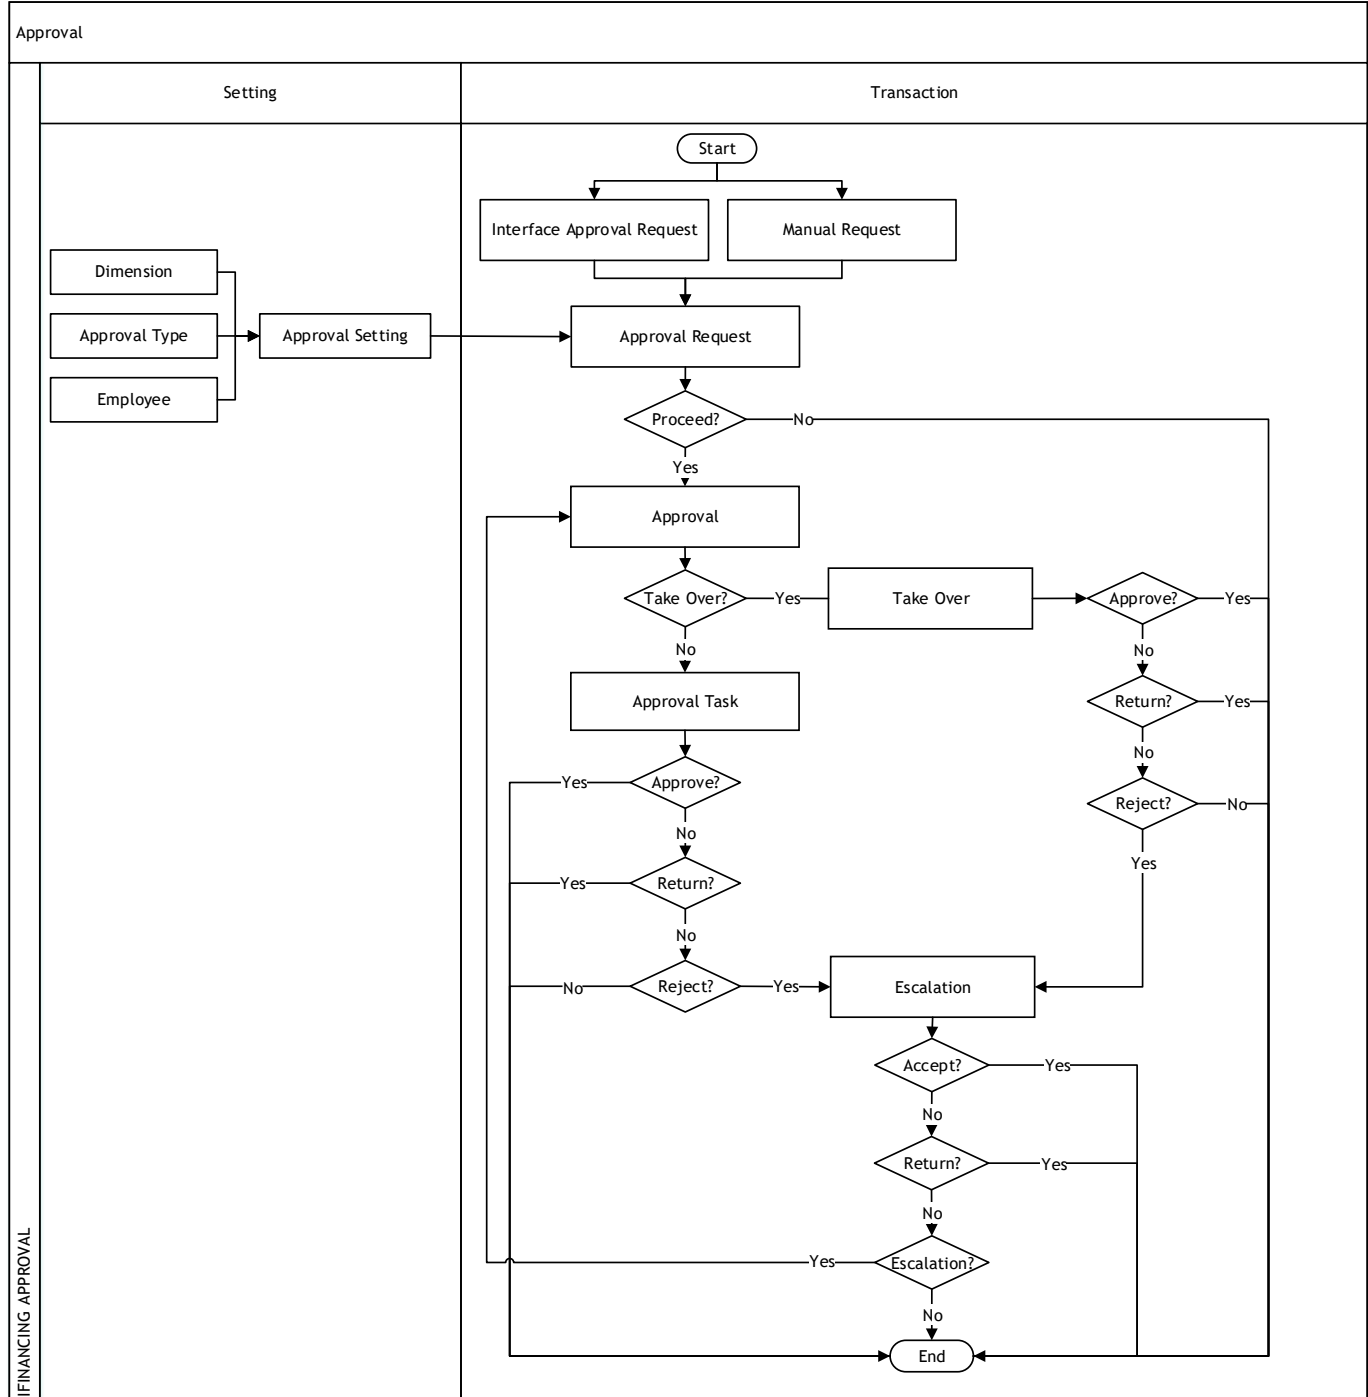 Approval
Setting
Transaction
Start
Interface Approval Request
Manual Request
Dimension
Approval Type
Approval Setting
Approval Request
Employee
Proceed?
No
Yes
Approval
Take Over?
Yes
Take Over
Approve?
Yes
No
No
Approval Task
Return?
Yes
No
Yes
Approve?
Reject?
No
No
Yes
Yes
Return?
No
No
Reject?
Yes
Escalation
Accept?
Yes
No
Return?
Yes
No
Yes
Escalation?
No
End
IFINANCING APPROVAL